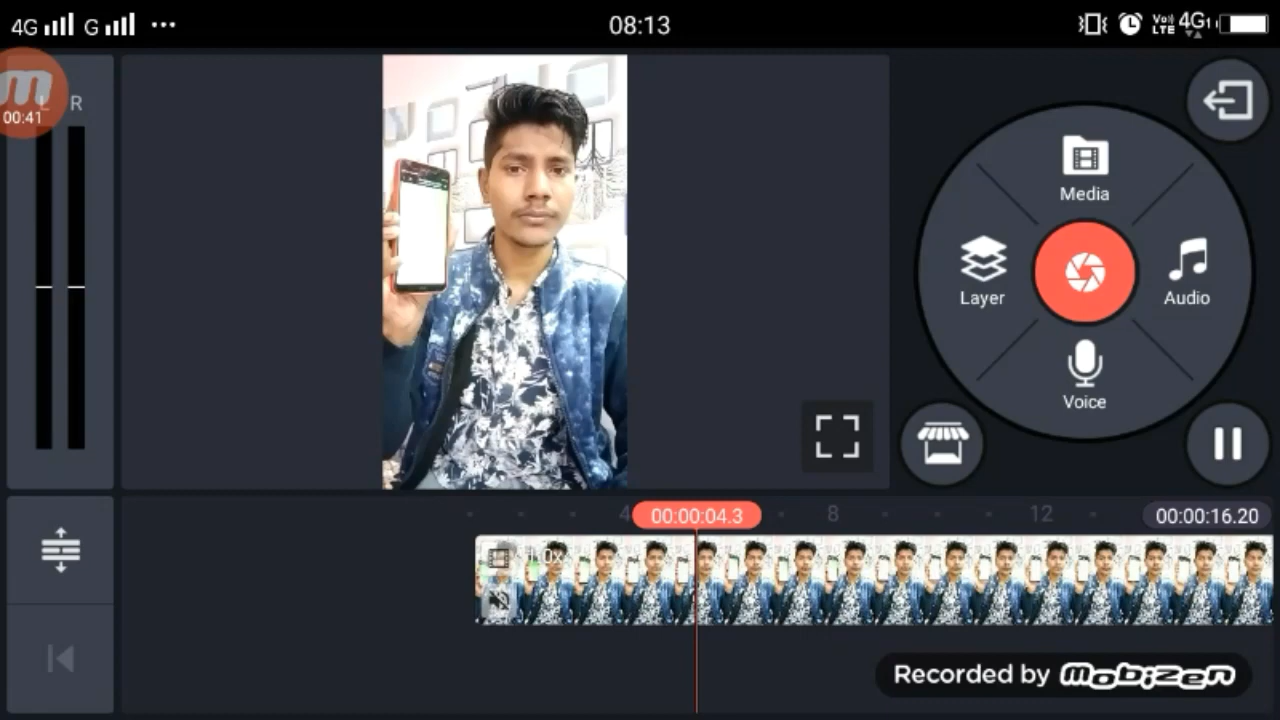 4G G 08:13 VoLTE 4G
L R
00:41
Media
Layer
Audio
Voice
4 00:00:04.3 8 12 00:00:16.20
1.0x
Recorded by mobizen